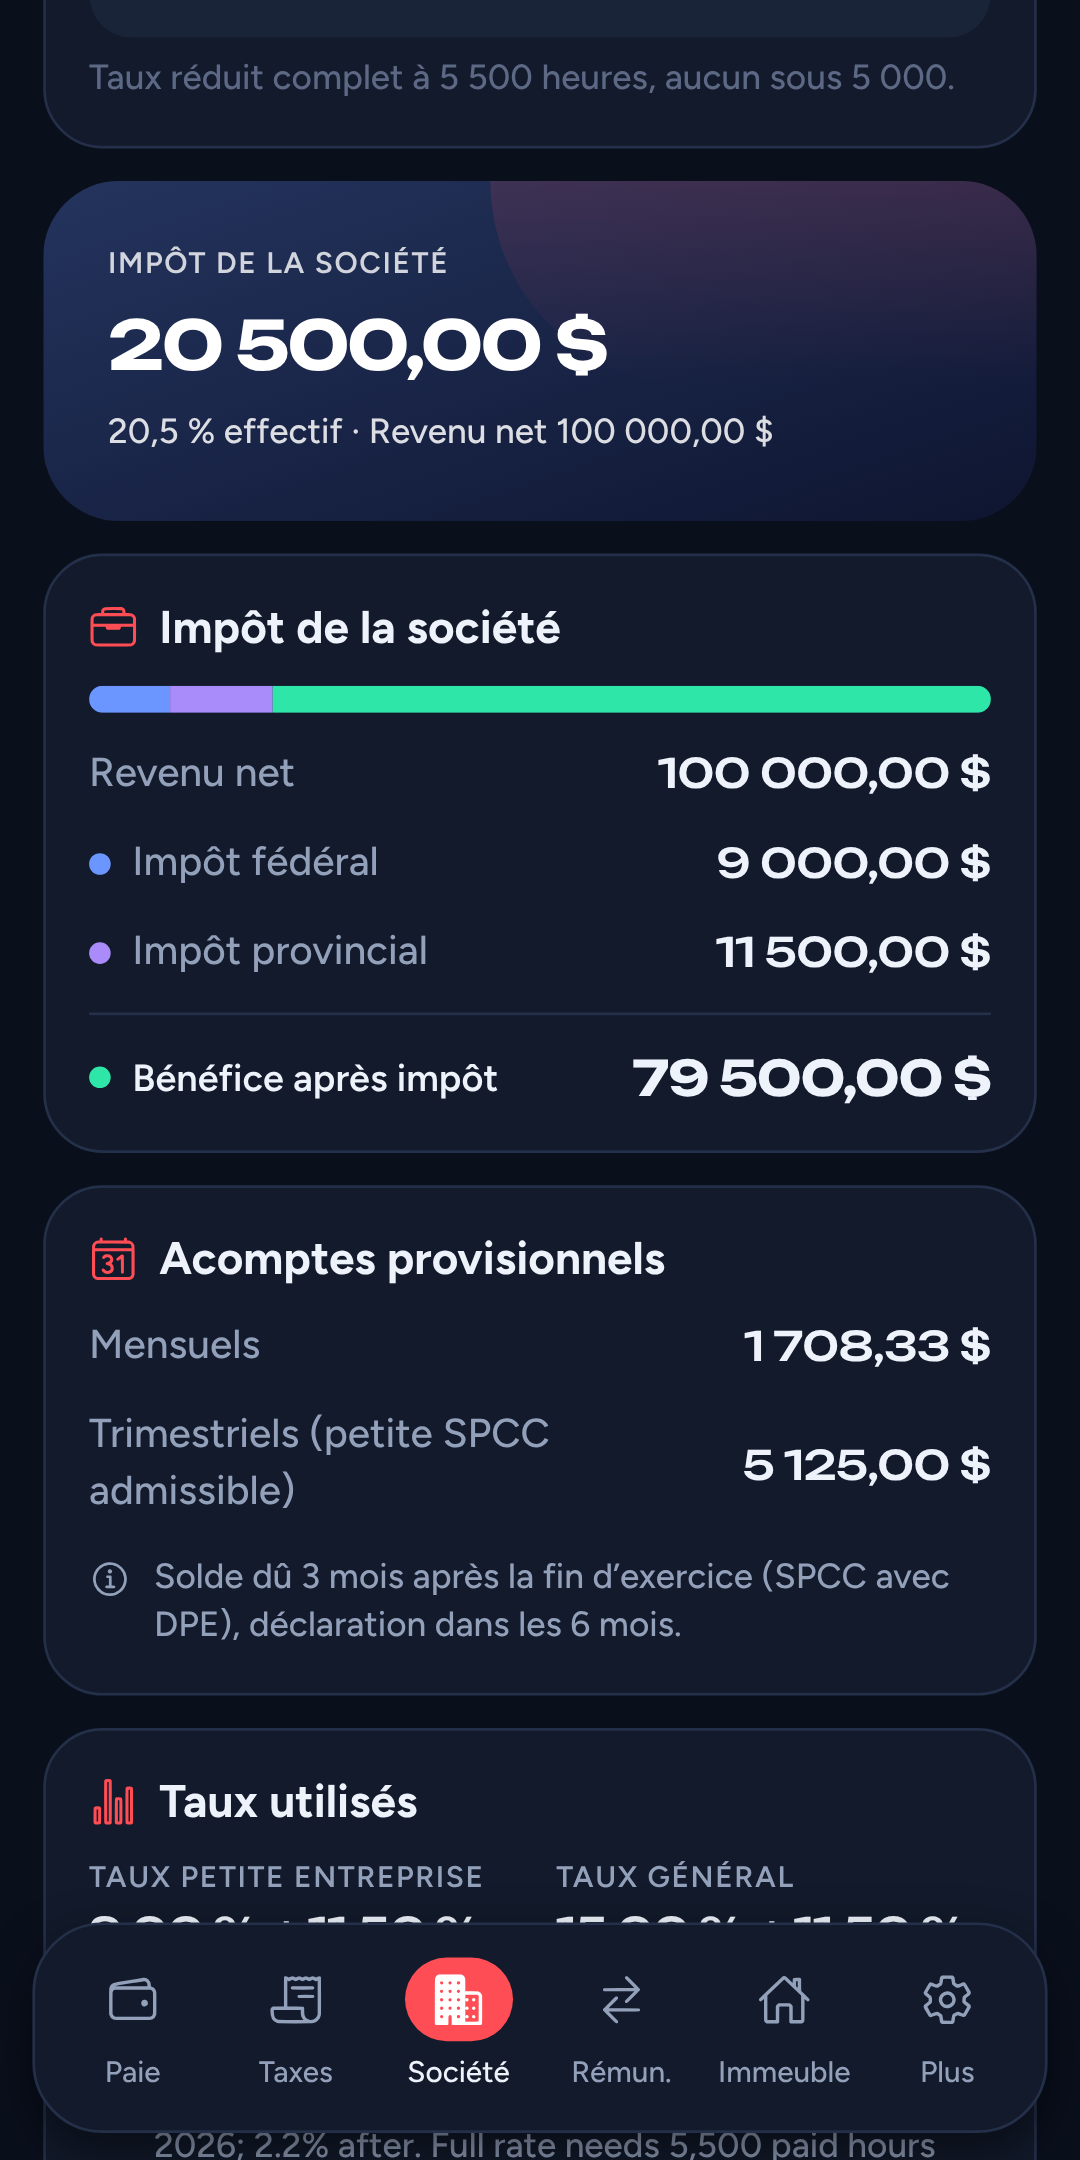 Taux réduit complet à 5 500 heures, aucun sous 5 000.
IMPÔT DE LA SOCIÉTÉ
20 500,00 $
20,5 % effectif · Revenu net 100 000,00 $
Impôt de la société
Revenu net 100 000,00 $
Impôt fédéral 9 000,00 $
Impôt provincial 11 500,00 $
Bénéfice après impôt 79 500,00 $
31 Acomptes provisionnels
Mensuels 1 708,33 $
Trimestriels (petite SPCC
admissible) 5 125,00 $
Solde dû 3 mois après la fin d’exercice (SPCC avec
DPE), déclaration dans les 6 mois.
Taux utilisés
TAUX PETITE ENTREPRISE TAUX GÉNÉRAL
Paie Taxes Société Rémun. Immeuble Plus
2026; 2.2% after. Full rate needs 5,500 paid hours